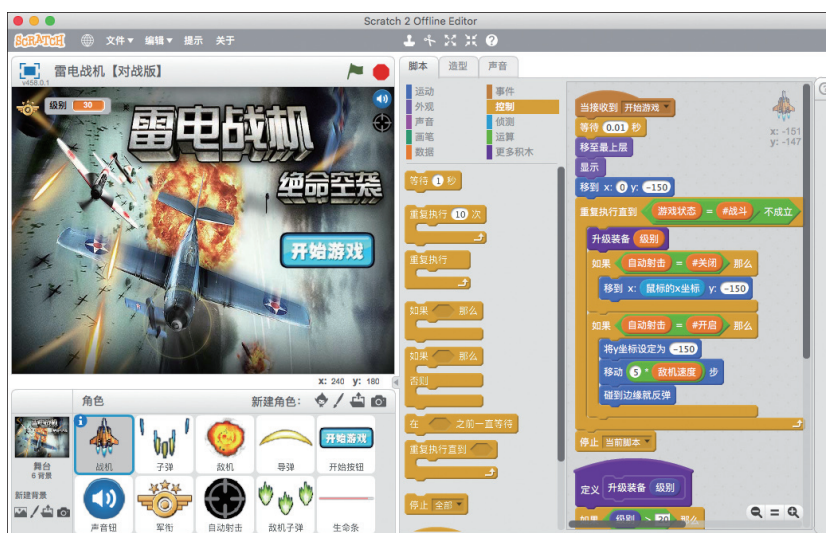 Scratch 2 Offline Editor
SCRATCH 文件▼ 编辑▼ 提示 关于
雷电战机【对战版】
v458.0.1
级别 30
雷电战机
绝命空袭
开始游戏
x: 240 y: 180
角色 新建角色:
舞台
6 背景
新建背景
战机 子弹 敌机 导弹 开始按钮
开始游戏
声音钮 军衔 自动射击 敌机子弹 生命条
脚本 造型 声音
运动 事件
外观 控制
声音 侦测
画笔 运算
数据 更多积木
等待 1 秒
重复执行 10 次
重复执行
如果 那么
如果 那么
否则
在 之前一直等待
重复执行直到
停止 全部
当接收到 开始游戏
等待 0.01 秒
移至最上层
显示
移到 x: 0 y: -150
重复执行直到 游戏状态 = #战斗 不成立
升级装备 级别
如果 自动射击 = #关闭 那么
移到 x: 鼠标的x坐标 y: -150
如果 自动射击 = #开启 那么
将y坐标设定为 -150
移动 5 * 敌机速度 步
碰到边缘就反弹
停止 当前脚本
定义 升级装备 级别
如果 级别 > 20 那么
x: -151
y: -147